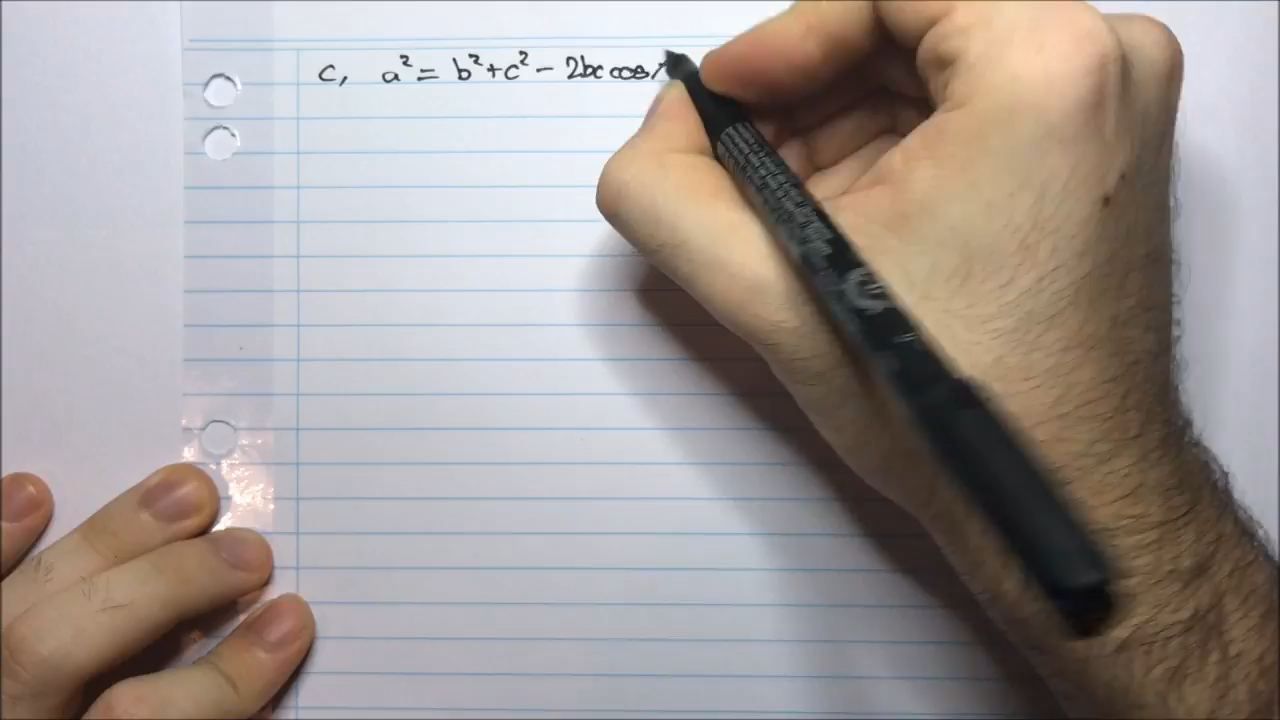 c, a² = b² + c² - 2bc cos